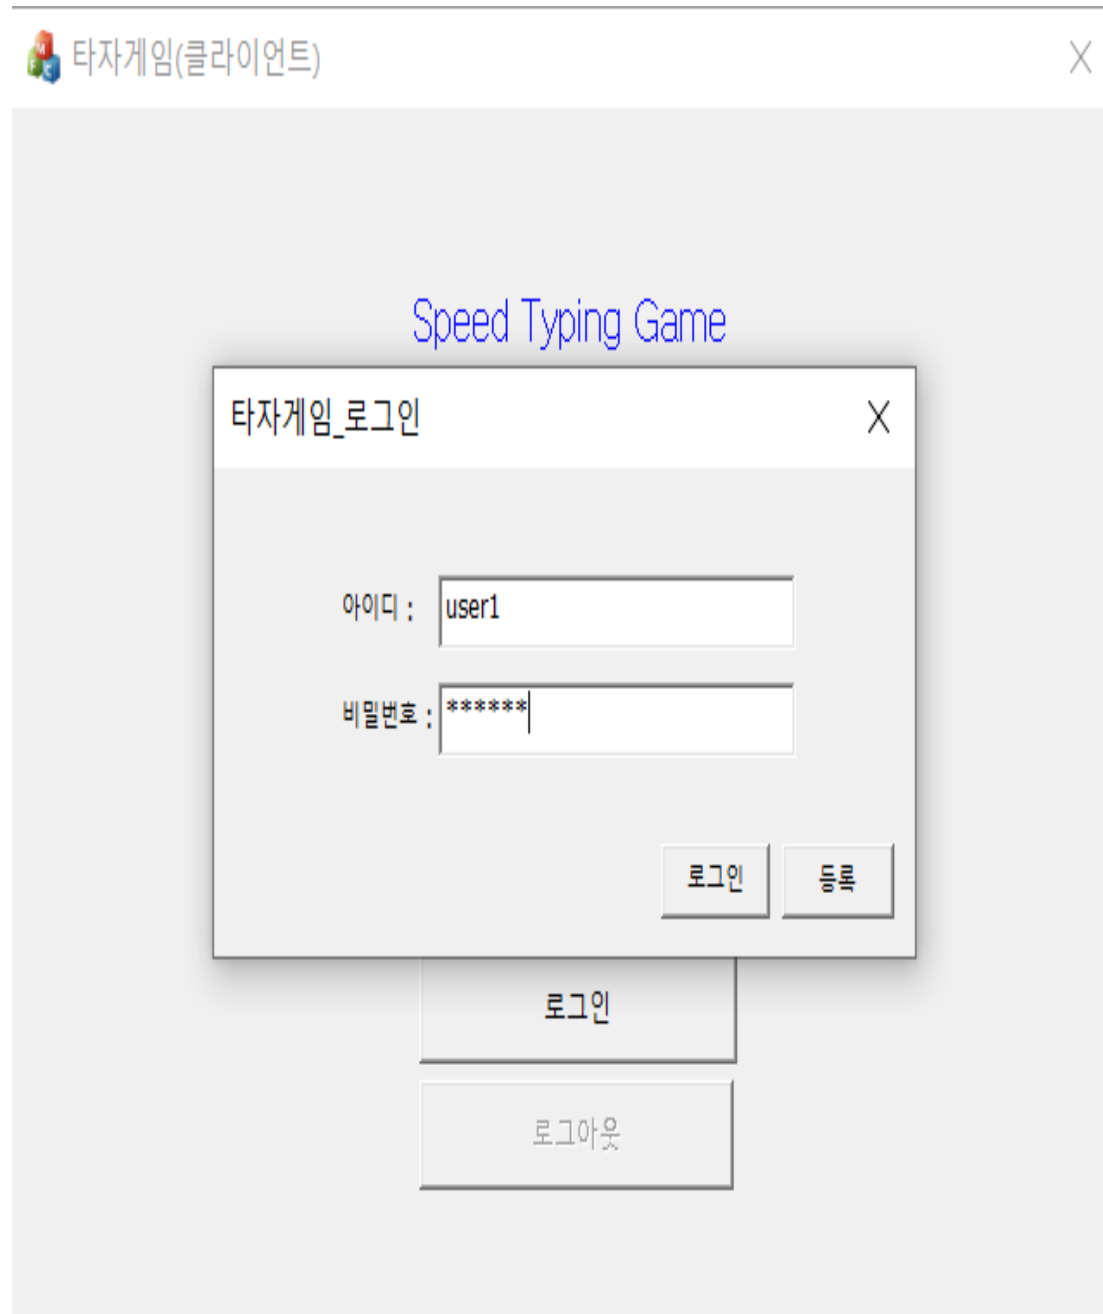 타자게임(클라이언트)
Speed Typing Game
타자게임_로그인
아이디 : user1
비밀번호 : ******
로그인 등록
로그인
로그아웃